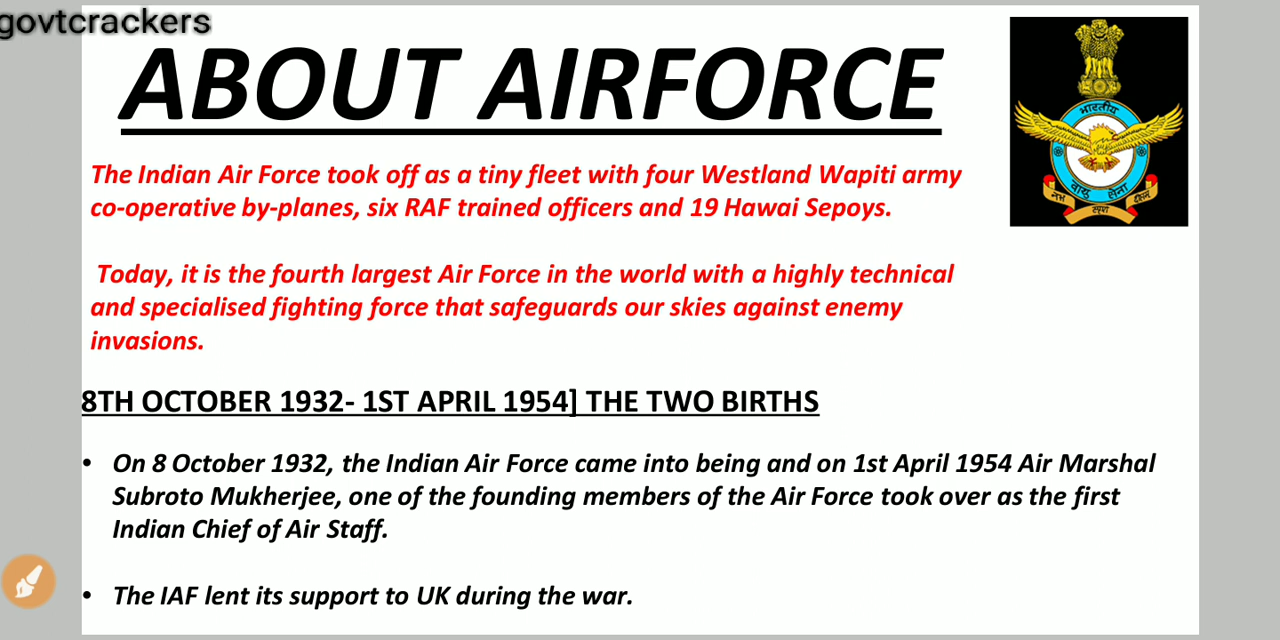 govtcrackers
ABOUT AIRFORCE
The Indian Air Force took off as a tiny fleet with four Westland Wapiti army
co-operative by-planes, six RAF trained officers and 19 Hawai Sepoys.
Today, it is the fourth largest Air Force in the world with a highly technical
and specialised fighting force that safeguards our skies against enemy
invasions.
8TH OCTOBER 1932- 1ST APRIL 1954] THE TWO BIRTHS
• On 8 October 1932, the Indian Air Force came into being and on 1st April 1954 Air Marshal
Subroto Mukherjee, one of the founding members of the Air Force took over as the first
Indian Chief of Air Staff.
• The IAF lent its support to UK during the war.
भारतीय
वायु सेना
नभ स्पृश दीप्तं